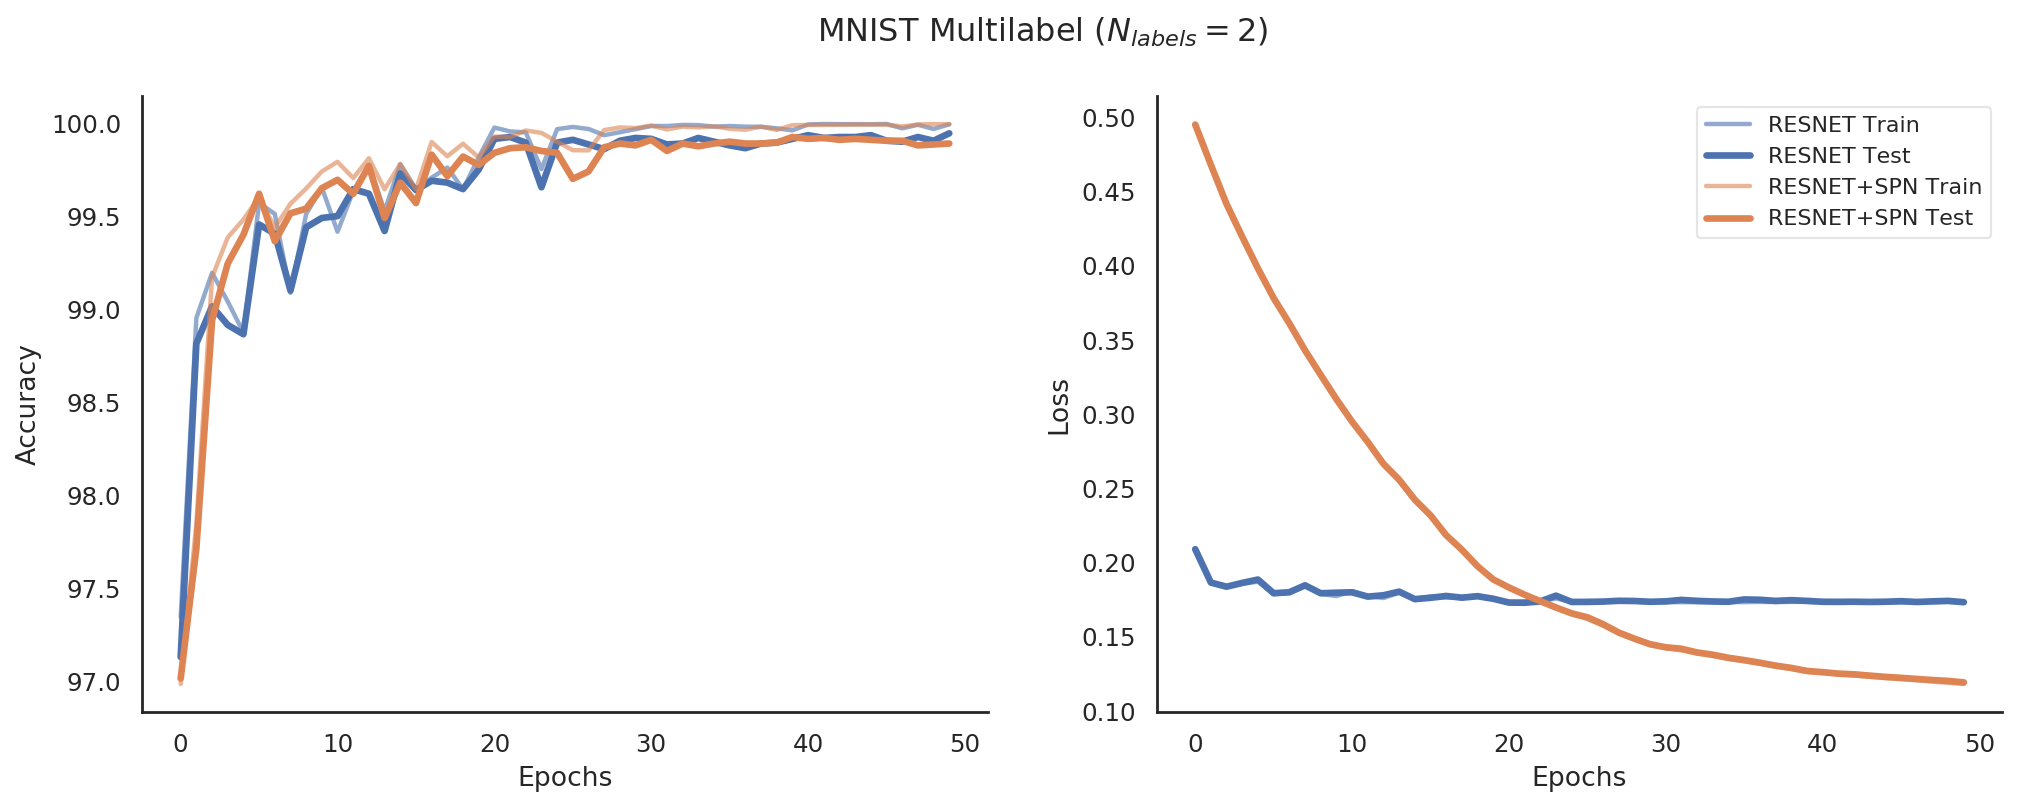 MNIST Multilabel (N_labels = 2)
100.0
99.5
99.0
98.5
98.0
97.5
97.0
Accuracy
0 10 20 30 40 50
Epochs
0.50
0.45
0.40
0.35
0.30
0.25
0.20
0.15
0.10
Loss
RESNET Train
RESNET Test
RESNET+SPN Train
RESNET+SPN Test
0 10 20 30 40 50
Epochs